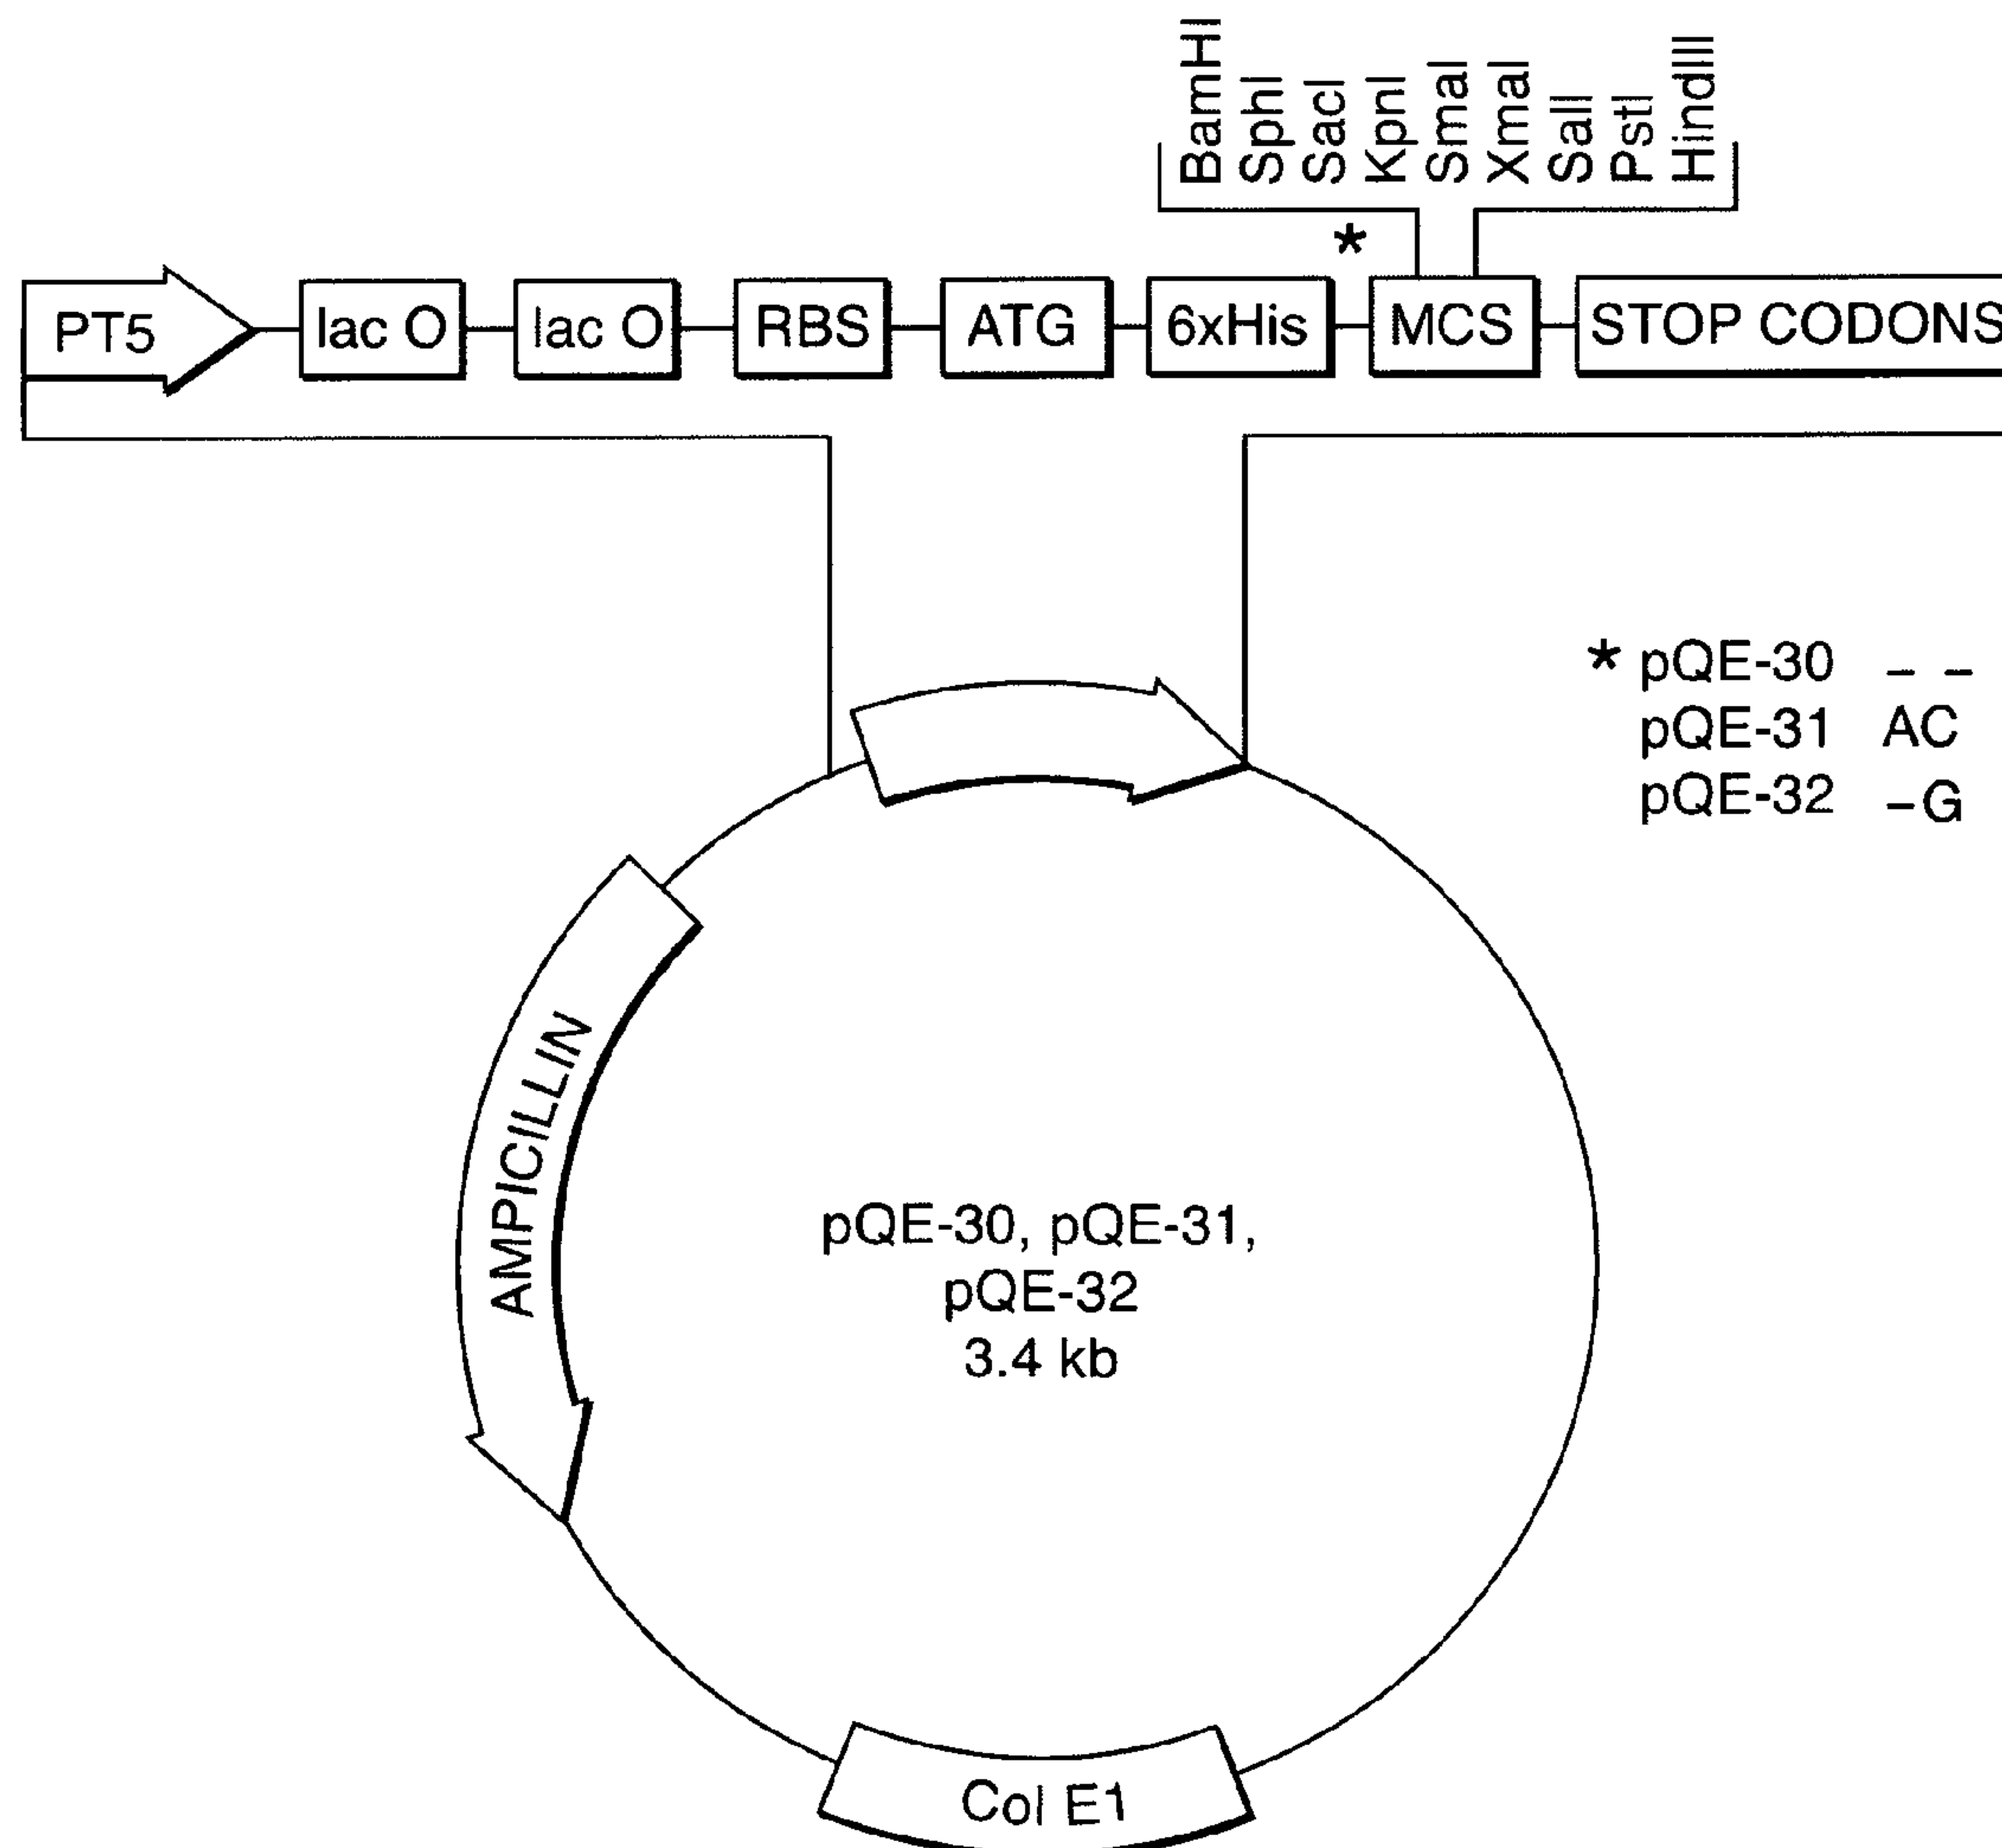 BamHI
SphI
SacI
KpnI
SmaI
XmaI
SalI
PstI
HindIII
*
PT5 lac O lac O RBS ATG 6xHis MCS STOP CODONS
* pQE-30 – –
pQE-31 AC
pQE-32 –G
AMPICILLIN
pQE-30, pQE-31,
pQE-32
3.4 kb
Col E1